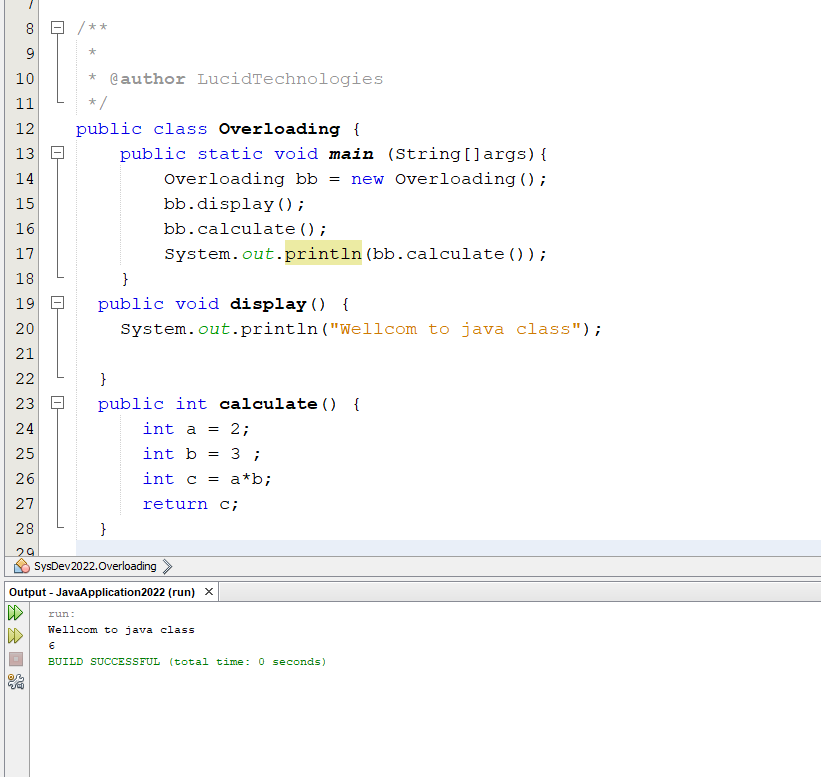 7
8 /**
9 *
10 * @author LucidTechnologies
11 */
12 public class Overloading {
13 public static void main (String[]args){
14 Overloading bb = new Overloading();
15 bb.display();
16 bb.calculate();
17 System.out.println(bb.calculate());
18 }
19 public void display() {
20 System.out.println("Wellcom to java class");
21
22 }
23 public int calculate() {
24 int a = 2;
25 int b = 3 ;
26 int c = a*b;
27 return c;
28 }
29
SysDev2022.Overloading
Output - JavaApplication2022 (run) ×
run:
Wellcom to java class
6
BUILD SUCCESSFUL (total time: 0 seconds)